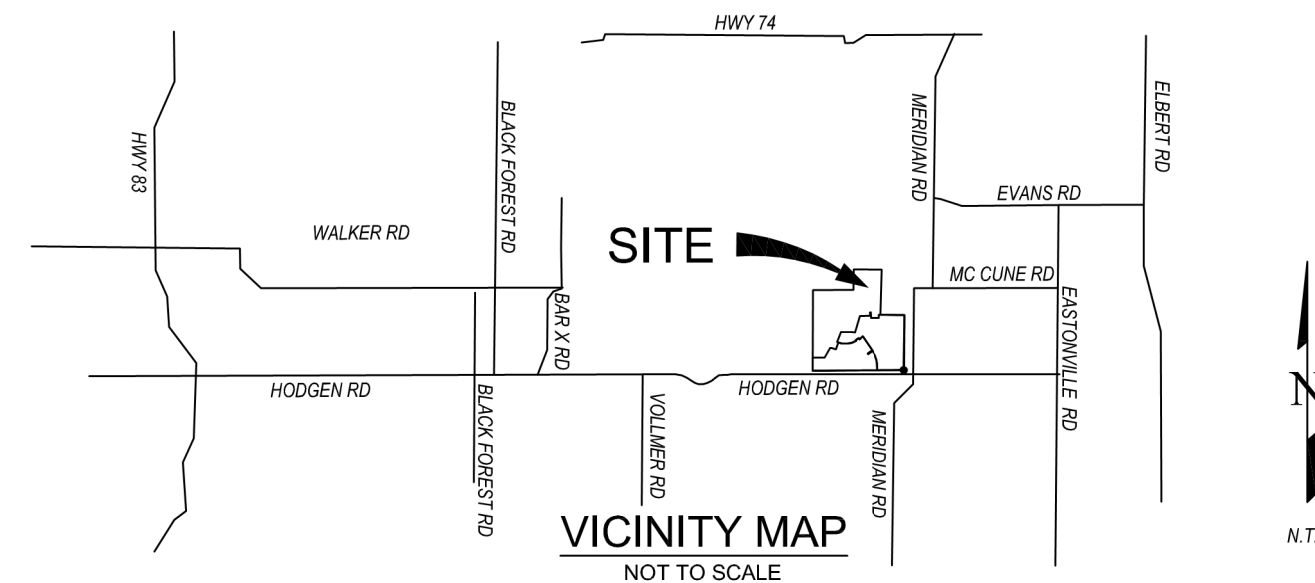 HWY 74
HWY 83
BLACK FOREST RD
MERIDIAN RD
ELBERT RD
EVANS RD
WALKER RD
SITE
MC CUNE RD
BAR X RD
EASTONVILLE RD
HODGEN RD
HODGEN RD
BLACK FOREST RD
VOLLMER RD
MERIDIAN RD
N
VICINITY MAP
NOT TO SCALE